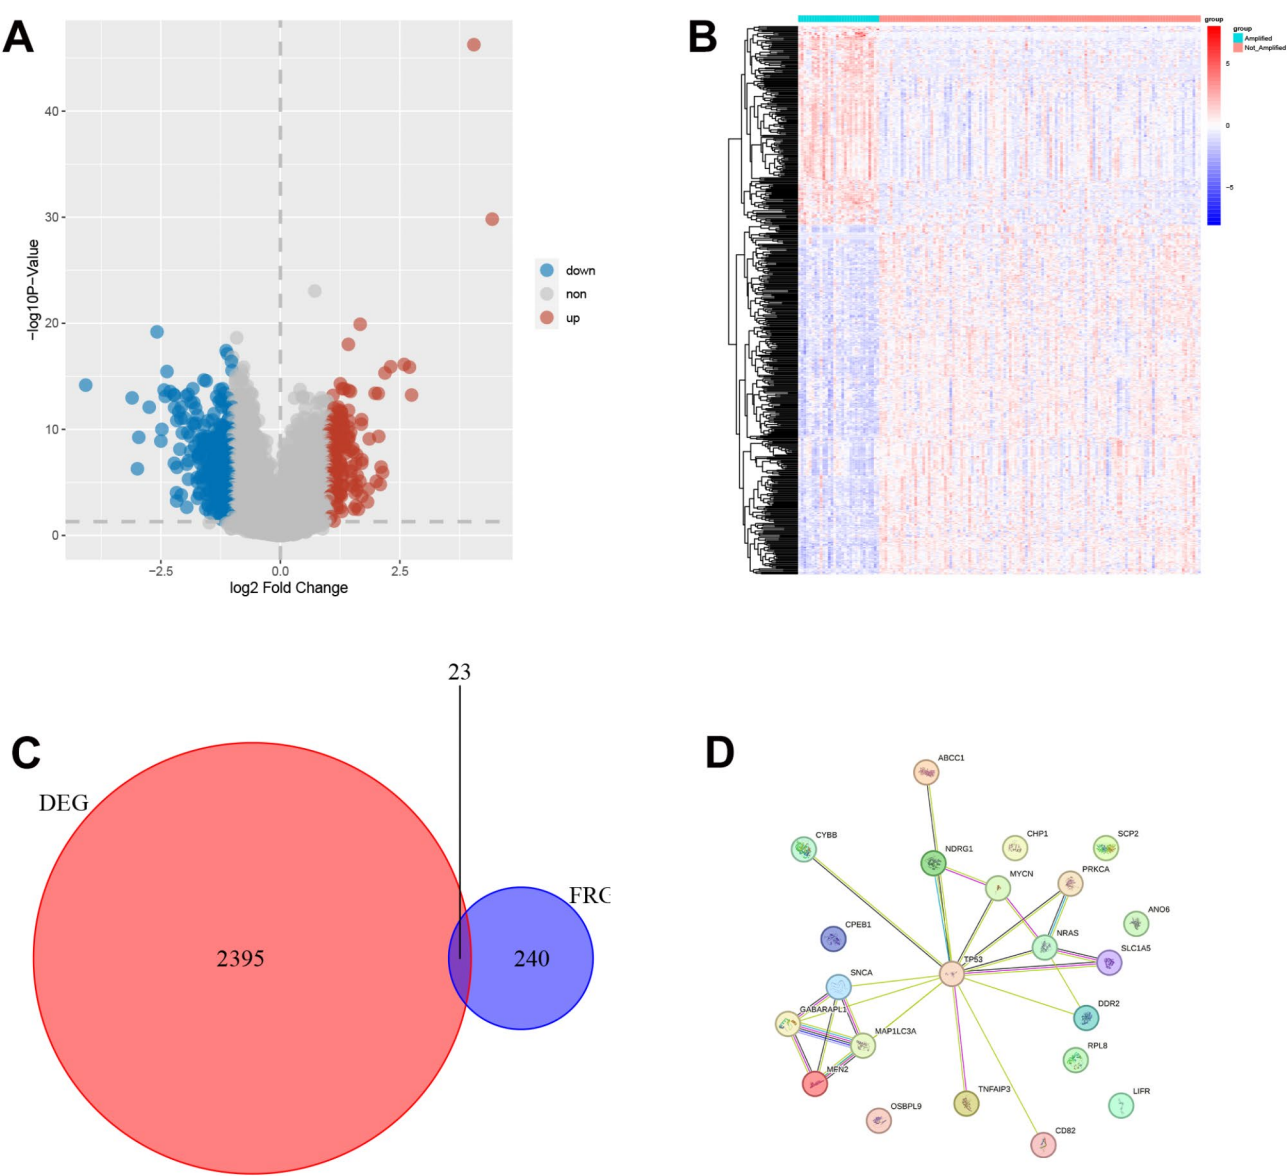 A
−log10P−Value
40
30
20
10
0
−2.5
0.0
2.5
log2 Fold Change
down
non
up
B
group
5
0
−5
group
Amplified
Not_Amplified
C
23
DEG
FRG
2395
240
D
ABCC1
CYBB
NDRG1
CHP1
SCP2
MYCN
PRKCA
ANO6
CPEB1
NRAS
SLC1A5
TP53
SNCA
GABARAPL1
DDR2
MAP1LC3A
RPL8
MFN2
TNFAIP3
LIFR
OSBPL9
CD82